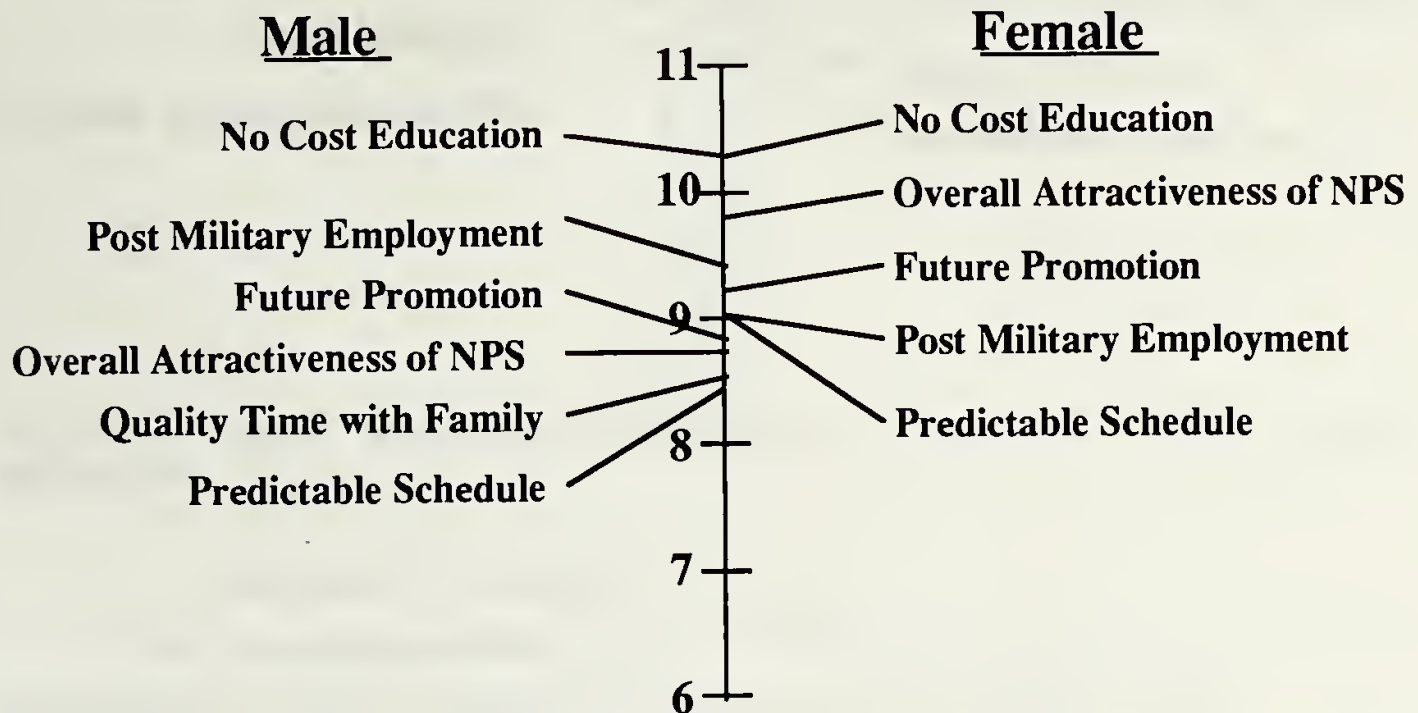 Male
No Cost Education
Post Military Employment
Future Promotion
Overall Attractiveness of NPS
Quality Time with Family
Predictable Schedule
11
10
9
8
7
6
Female
No Cost Education
Overall Attractiveness of NPS
Future Promotion
Post Military Employment
Predictable Schedule